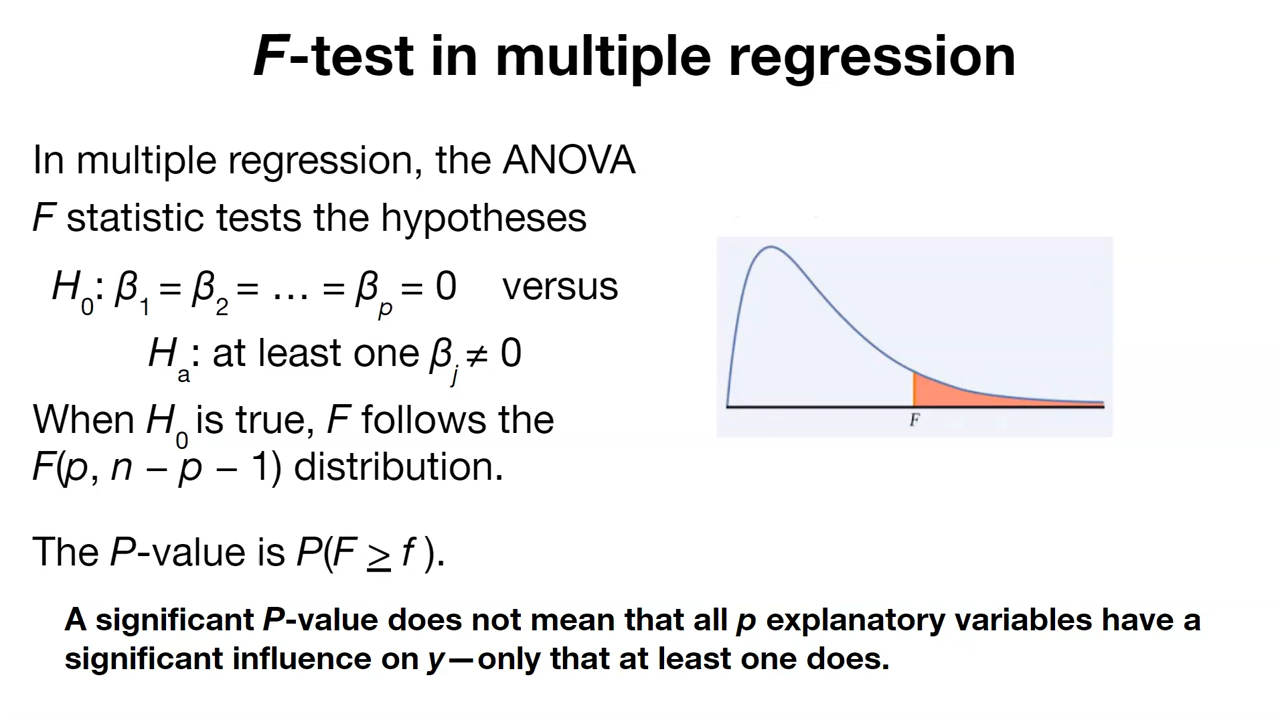 F-test in multiple regression
In multiple regression, the ANOVA
F statistic tests the hypotheses
H₀: β₁ = β₂ = … = βₚ = 0 versus
Hₐ: at least one βⱼ ≠ 0
When H₀ is true, F follows the
F(p, n − p − 1) distribution.
F
The P-value is P(F ≥ f ).
A significant P-value does not mean that all p explanatory variables have a
significant influence on y—only that at least one does.